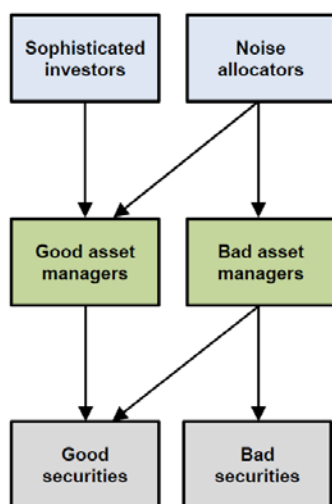 Sophisticated
investors
Noise
allocators
Good asset
managers
Bad asset
managers
Good
securities
Bad
securities